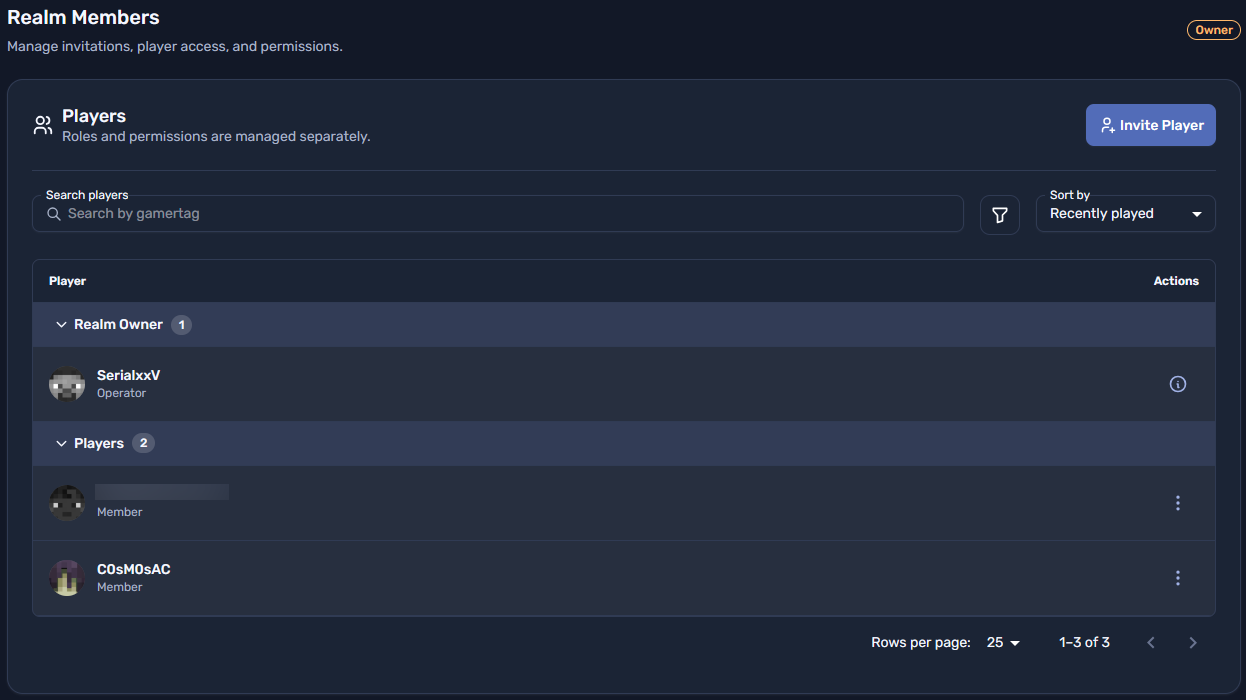 Realm Members
Owner
Manage invitations, player access, and permissions.
Players
Roles and permissions are managed separately.
Invite Player
Search players
Search by gamertag
Sort by
Recently played
Player
Actions
Realm Owner 1
SerialxxV
Operator
Players 2
Member
C0sM0sAC
Member
Rows per page: 25 1–3 of 3